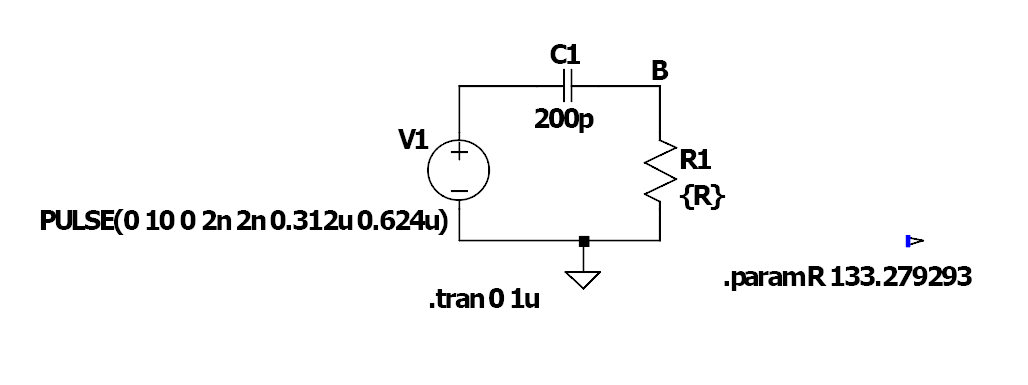 C1
B
200p
V1
R1
{R}
PULSE(0 10 0 2n 2n 0.312u 0.624u)
.param R 133.279293
.tran 0 1u